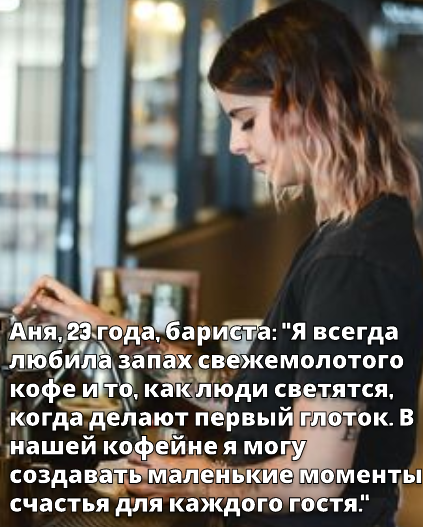 Аня, 23 года, бариста: "Я всегда
любила запах свежемолотого
кофе и то, как люди светятся,
когда делают первый глоток. В
нашей кофейне я могу
создавать маленькие моменты
счастья для каждого гостя."